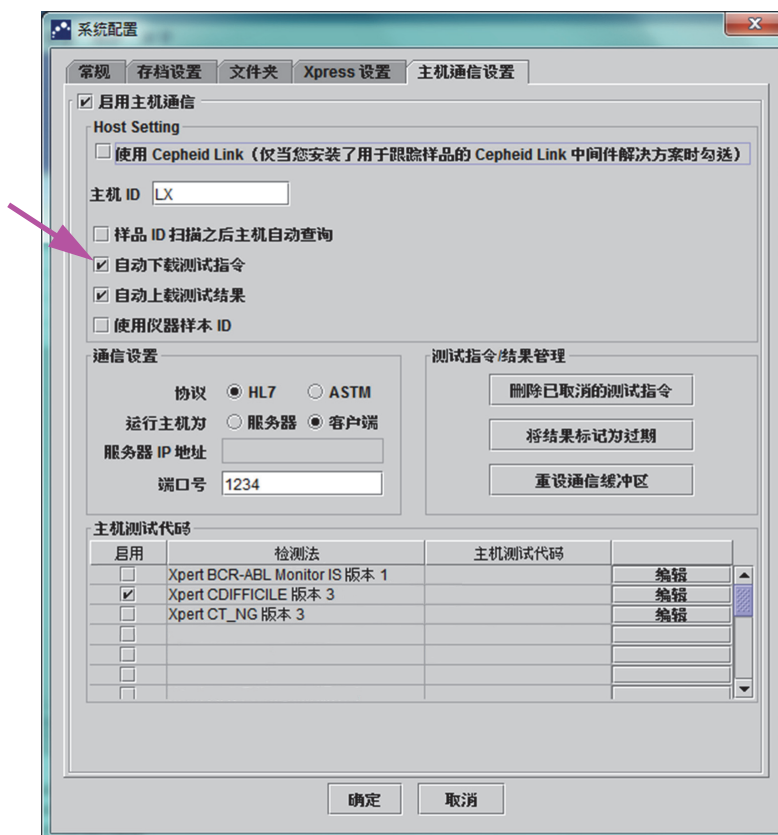 系统配置
常规 存档设置 文件夹 Xpress 设置 主机通信设置
启用主机通信
Host Setting
使用 Cepheid Link（仅当您安装了用于跟踪样品的 Cepheid Link 中间件解决方案时勾选）
主机 ID LX
样品 ID 扫描之后主机自动查询
自动下载测试指令
自动上载测试结果
使用仪器样本 ID
通信设置
协议 HL7 ASTM
运行主机为 服务器 客户端
服务器 IP 地址
端口号 1234
测试指令/结果管理
删除已取消的测试指令
将结果标记为过期
重设通信缓冲区
主机测试代码
启用 检测法 主机测试代码
Xpert BCR-ABL Monitor IS 版本 1 编辑
Xpert CDIFFICILE 版本 3 编辑
Xpert CT_NG 版本 3 编辑
确定 取消